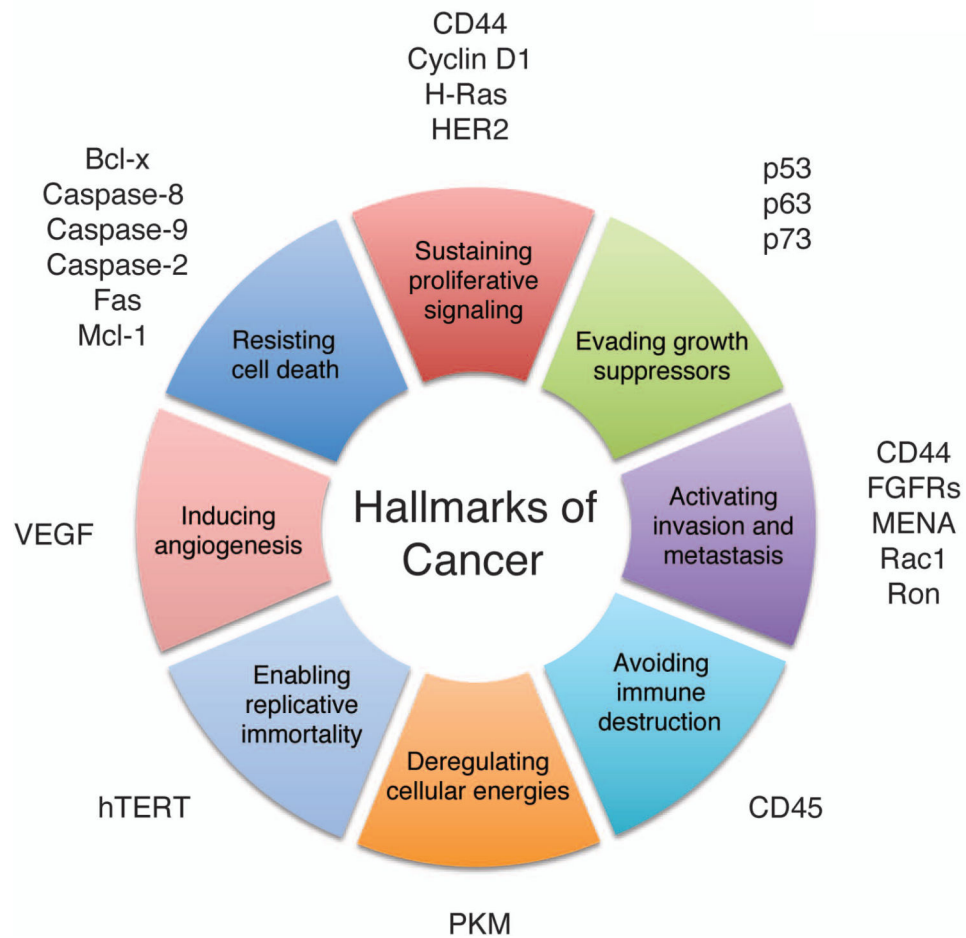 CD44
Cyclin D1
H-Ras
HER2
Bcl-x
Caspase-8
Caspase-9
Caspase-2
Fas
Mcl-1
p53
p63
p73
Sustaining
proliferative
signaling
Resisting
cell death
Evading growth
suppressors
CD44
FGFRs
MENA
Rac1
Ron
Activating
invasion and
metastasis
Hallmarks of
Cancer
Inducing
angiogenesis
VEGF
Enabling
replicative
immortality
Avoiding
immune
destruction
Deregulating
cellular energies
hTERT
CD45
PKM